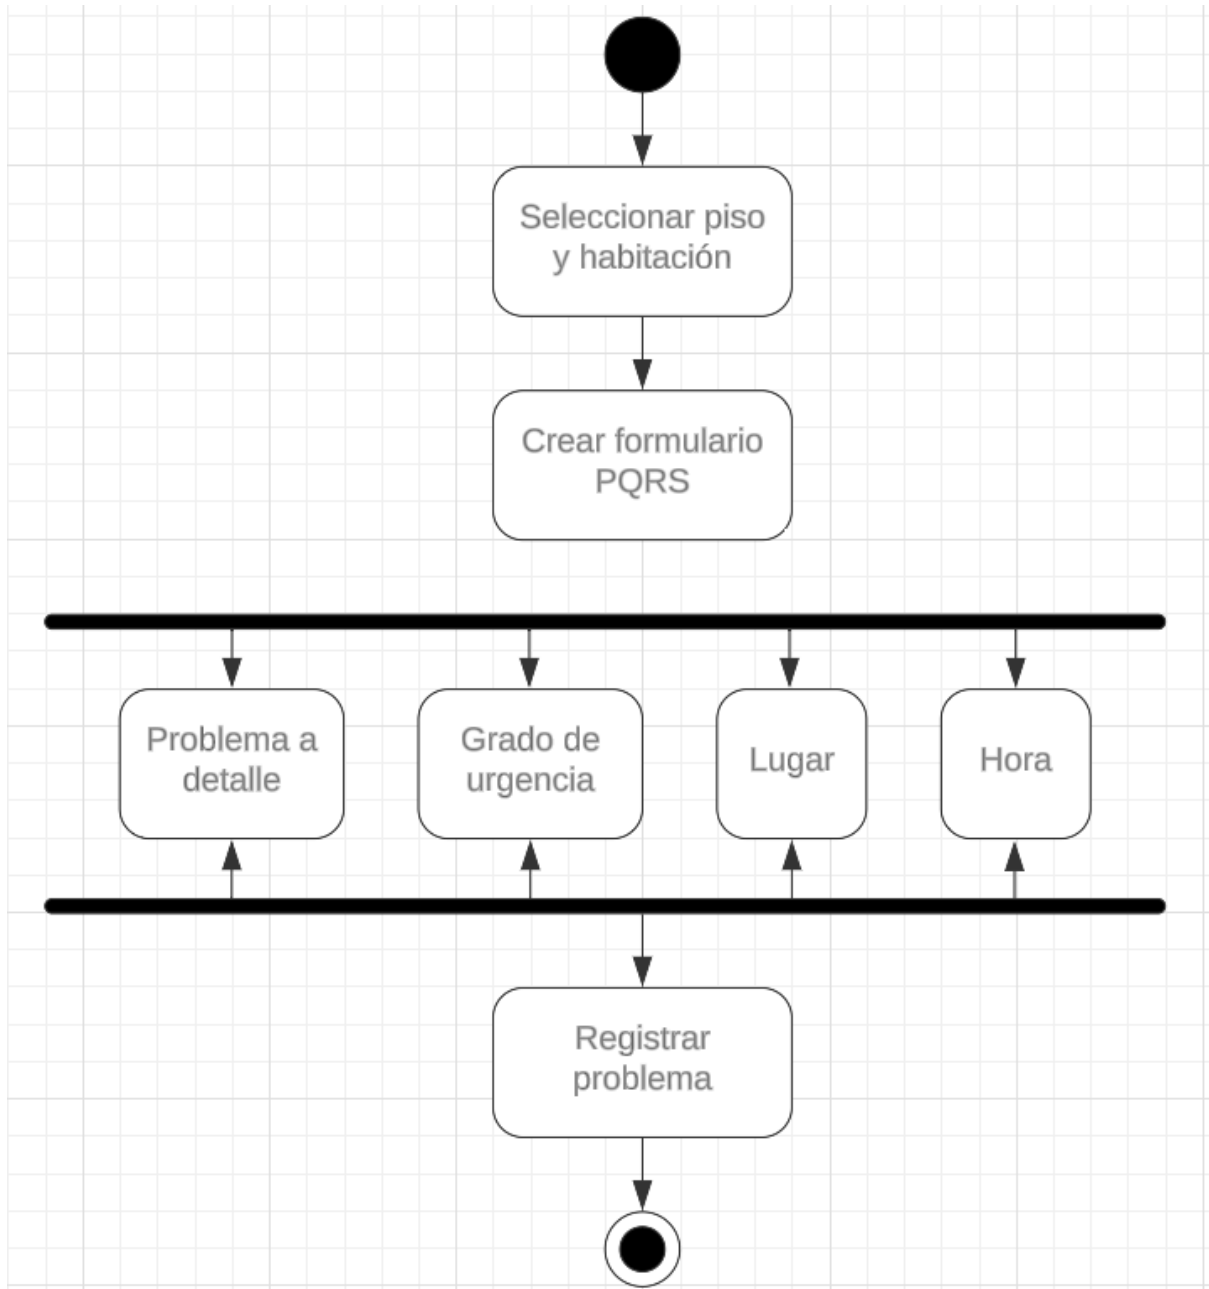 Seleccionar piso
y habitación
Crear formulario
PQRS
Problema a
detalle
Grado de
urgencia
Lugar
Hora
Registrar
problema